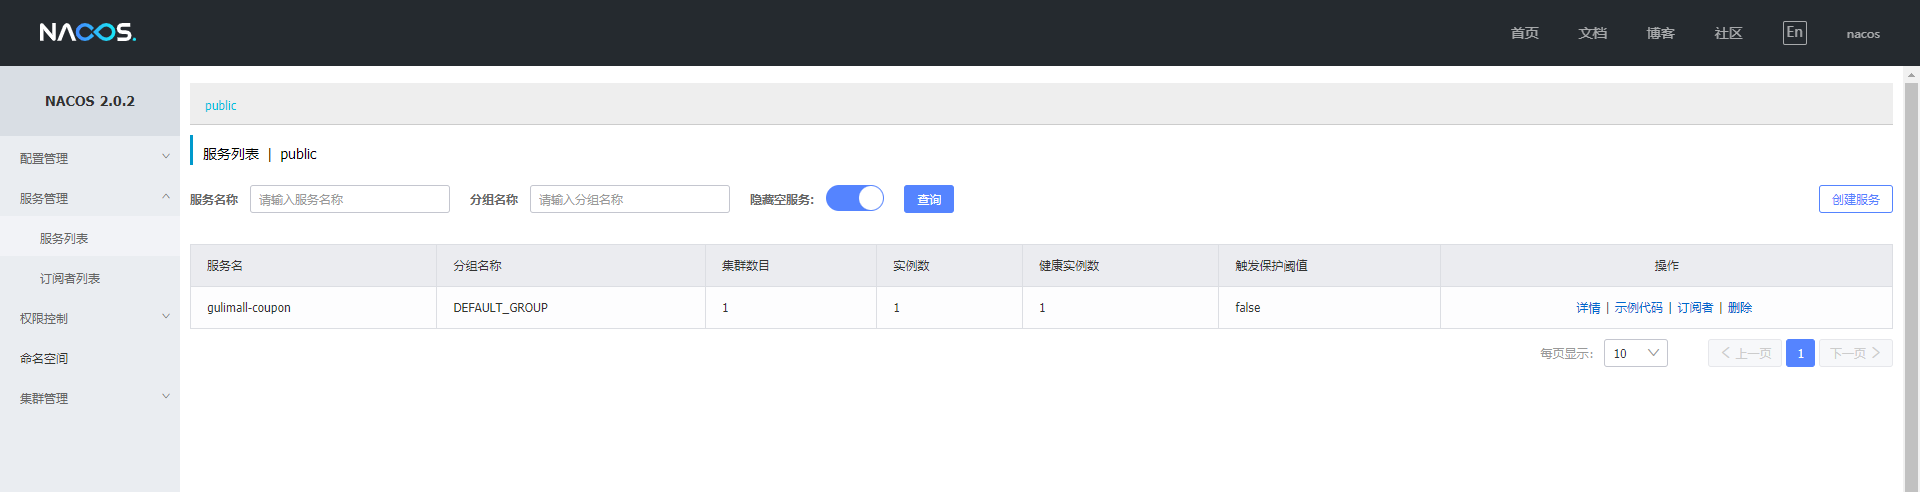 NACOS. 首页 文档 博客 社区 En nacos
NACOS 2.0.2
配置管理
服务管理
服务列表
订阅者列表
权限控制
命名空间
集群管理
public
服务列表 | public
服务名称 请输入服务名称 分组名称 请输入分组名称 隐藏空服务: 查询 创建服务
服务名 分组名称 集群数目 实例数 健康实例数 触发保护阈值 操作
gulimall-coupon DEFAULT_GROUP 1 1 1 false 详情 | 示例代码 | 订阅者 | 删除
每页显示: 10 上一页 1 下一页